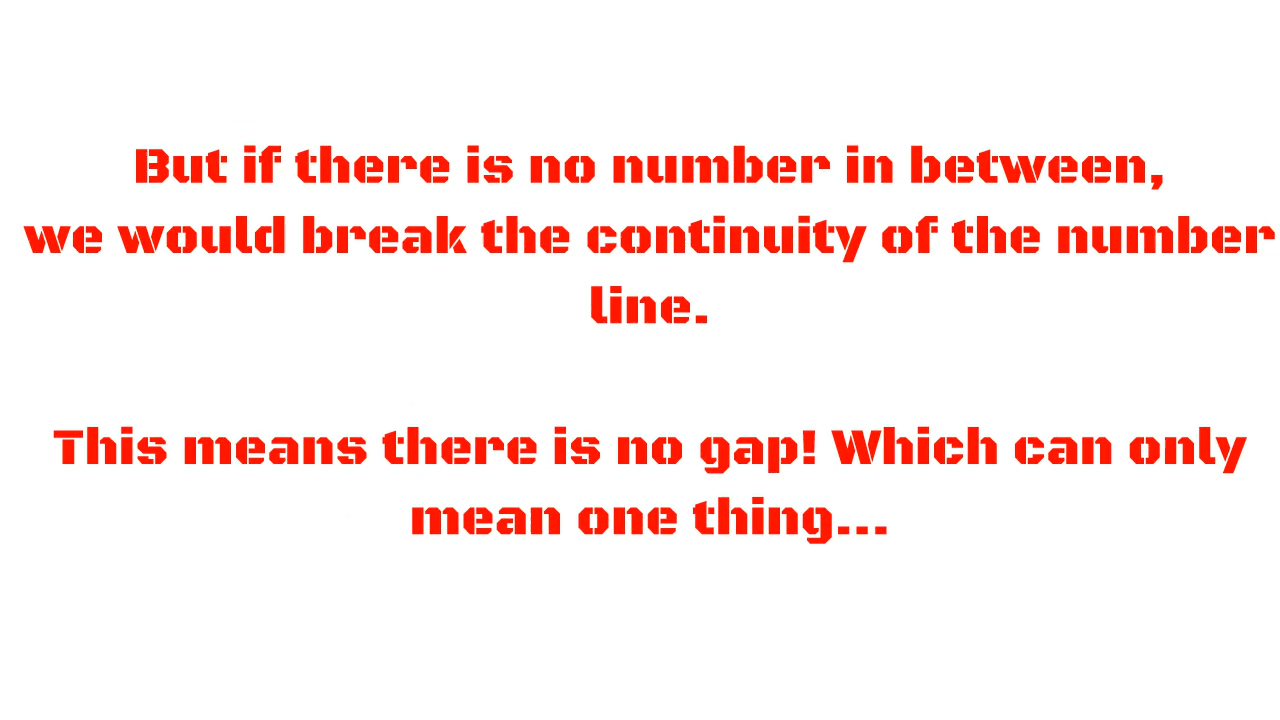 But if there is no number in between,
we would break the continuity of the number
line.
This means there is no gap! Which can only
mean one thing...